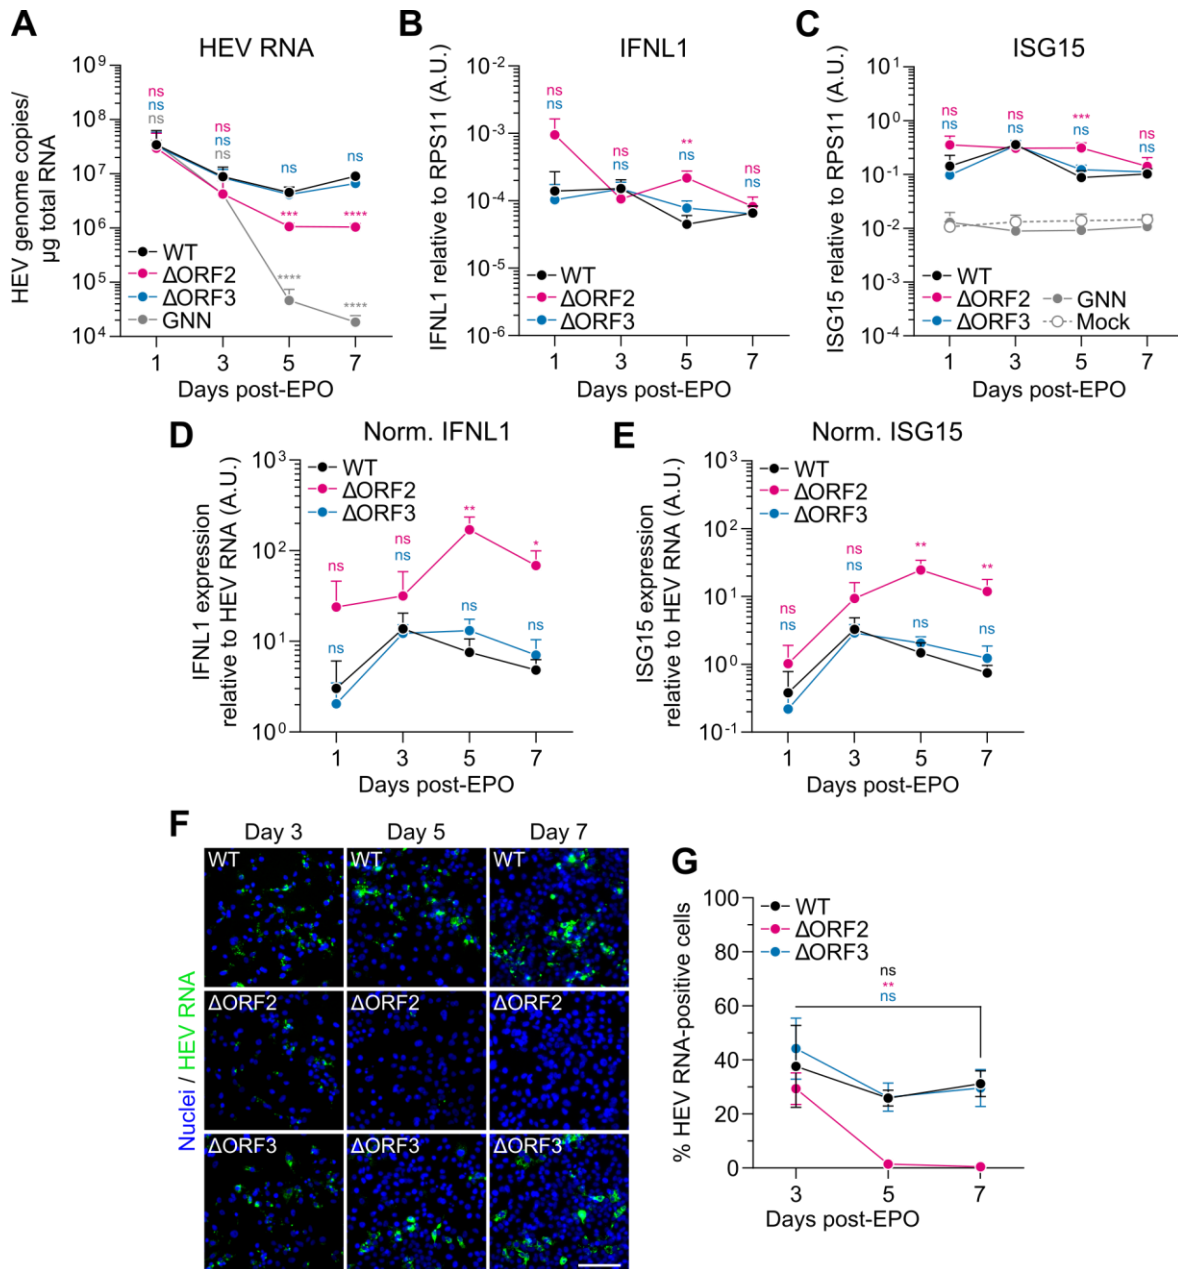 A
HEV RNA
HEV genome copies/
µg total RNA
10⁹
10⁸
10⁷
10⁶
10⁵
10⁴
ns
ns
ns
ns
ns
ns
ns
***
****
ns
****
****
WT
ΔORF2
ΔORF3
GNN
1 3 5 7
Days post-EPO
B
IFNL1
IFNL1 relative to RPS11 (A.U.)
10⁻²
10⁻³
10⁻⁴
10⁻⁵
10⁻⁶
ns
ns
ns
ns
**
ns
ns
ns
WT
ΔORF2
ΔORF3
1 3 5 7
Days post-EPO
C
ISG15
ISG15 relative to RPS11 (A.U.)
10¹
10⁰
10⁻¹
10⁻²
10⁻³
10⁻⁴
ns
ns
ns
ns
***
ns
ns
ns
WT
ΔORF2
ΔORF3
GNN
Mock
1 3 5 7
Days post-EPO
D
Norm. IFNL1
IFNL1 expression
relative to HEV RNA (A.U.)
10³
10²
10¹
10⁰
WT
ΔORF2
ΔORF3
ns
ns
ns
ns
**
ns
*
ns
1 3 5 7
Days post-EPO
E
Norm. ISG15
ISG15 expression
relative to HEV RNA (A.U.)
10³
10²
10¹
10⁰
10⁻¹
WT
ΔORF2
ΔORF3
ns
ns
ns
ns
**
ns
**
ns
1 3 5 7
Days post-EPO
F
Day 3 Day 5 Day 7
Nuclei / HEV RNA
WT WT WT
ΔORF2 ΔORF2 ΔORF2
ΔORF3 ΔORF3 ΔORF3
G
% HEV RNA-positive cells
100
80
60
40
20
0
WT
ΔORF2
ΔORF3
ns
**
ns
3 5 7
Days post-EPO